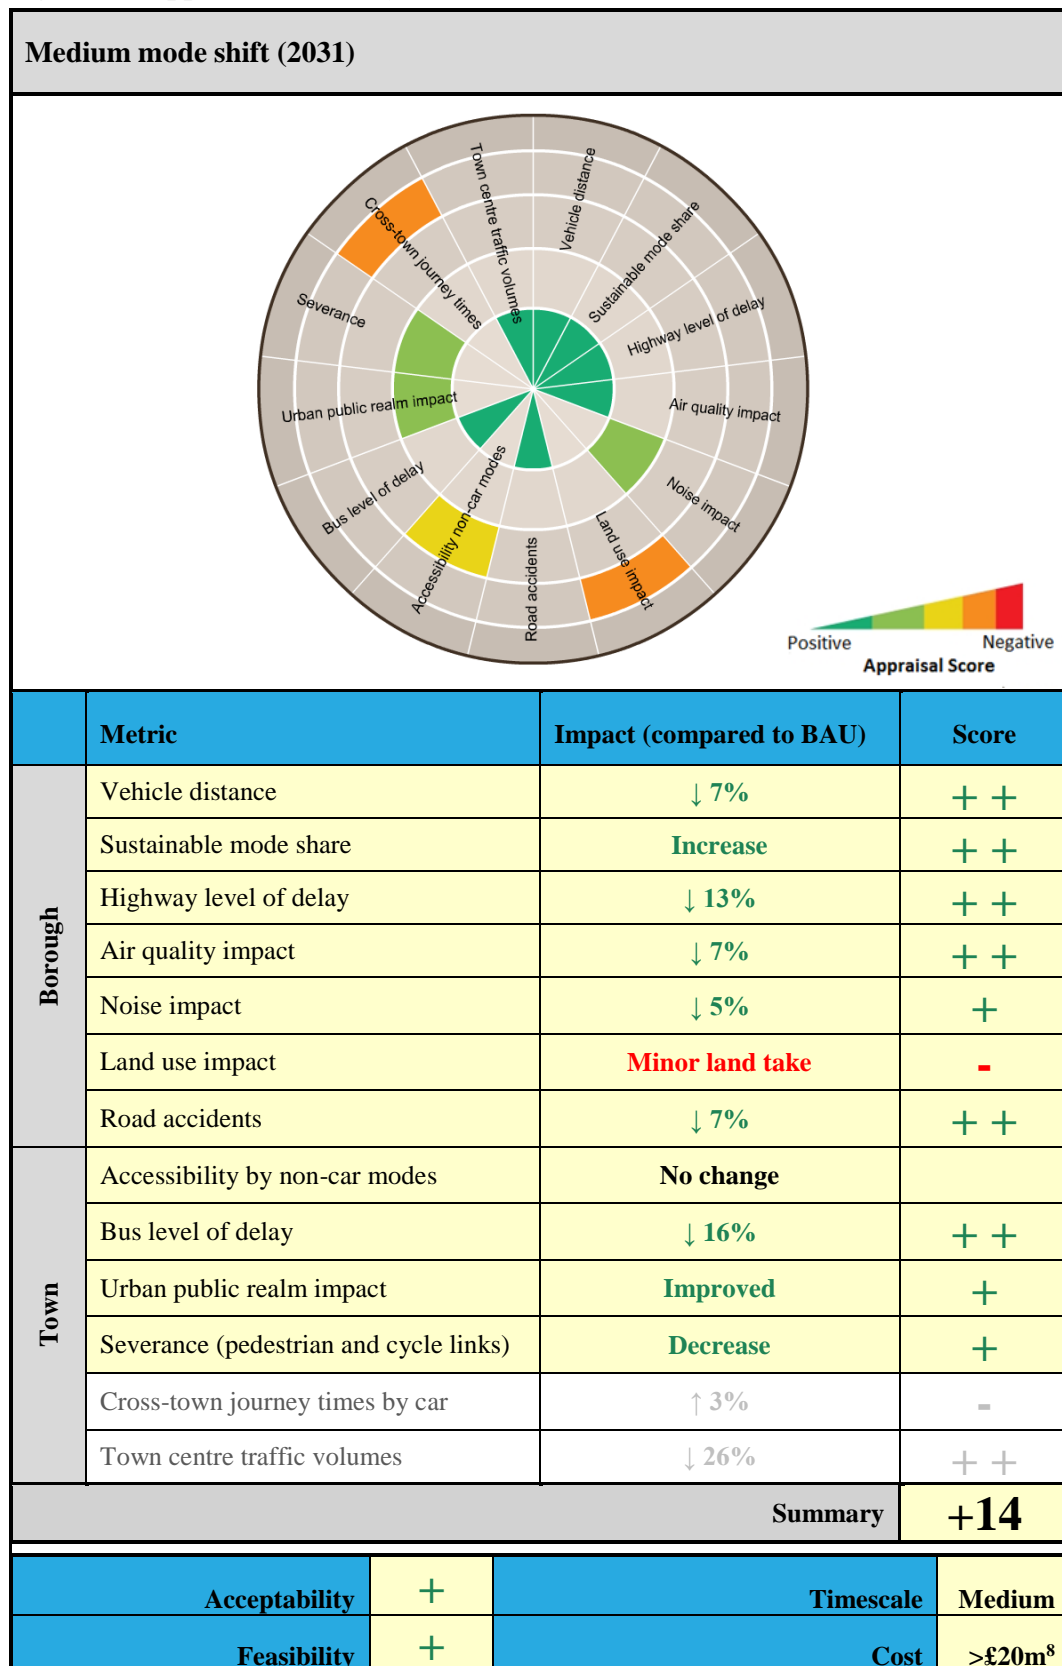 Medium mode shift (2031)
Town centre traffic volumes
Vehicle distance
Sustainable mode share
Highway level of delay
Air quality impact
Noise impact
Land use impact
Road accidents
Accessibility non-car modes
Bus level of delay
Urban public realm impact
Severance
Cross-town journey times
Positive Negative
Appraisal Score
Metric Impact (compared to BAU) Score
Borough
Vehicle distance ↓ 7% + +
Sustainable mode share Increase + +
Highway level of delay ↓ 13% + +
Air quality impact ↓ 7% + +
Noise impact ↓ 5% +
Land use impact Minor land take -
Road accidents ↓ 7% + +
Town
Accessibility by non-car modes No change
Bus level of delay ↓ 16% + +
Urban public realm impact Improved +
Severance (pedestrian and cycle links) Decrease +
Cross-town journey times by car ↑ 3% -
Town centre traffic volumes ↓ 26% + +
Summary +14
Acceptability + Timescale Medium
Feasibility + Cost >£20m⁸